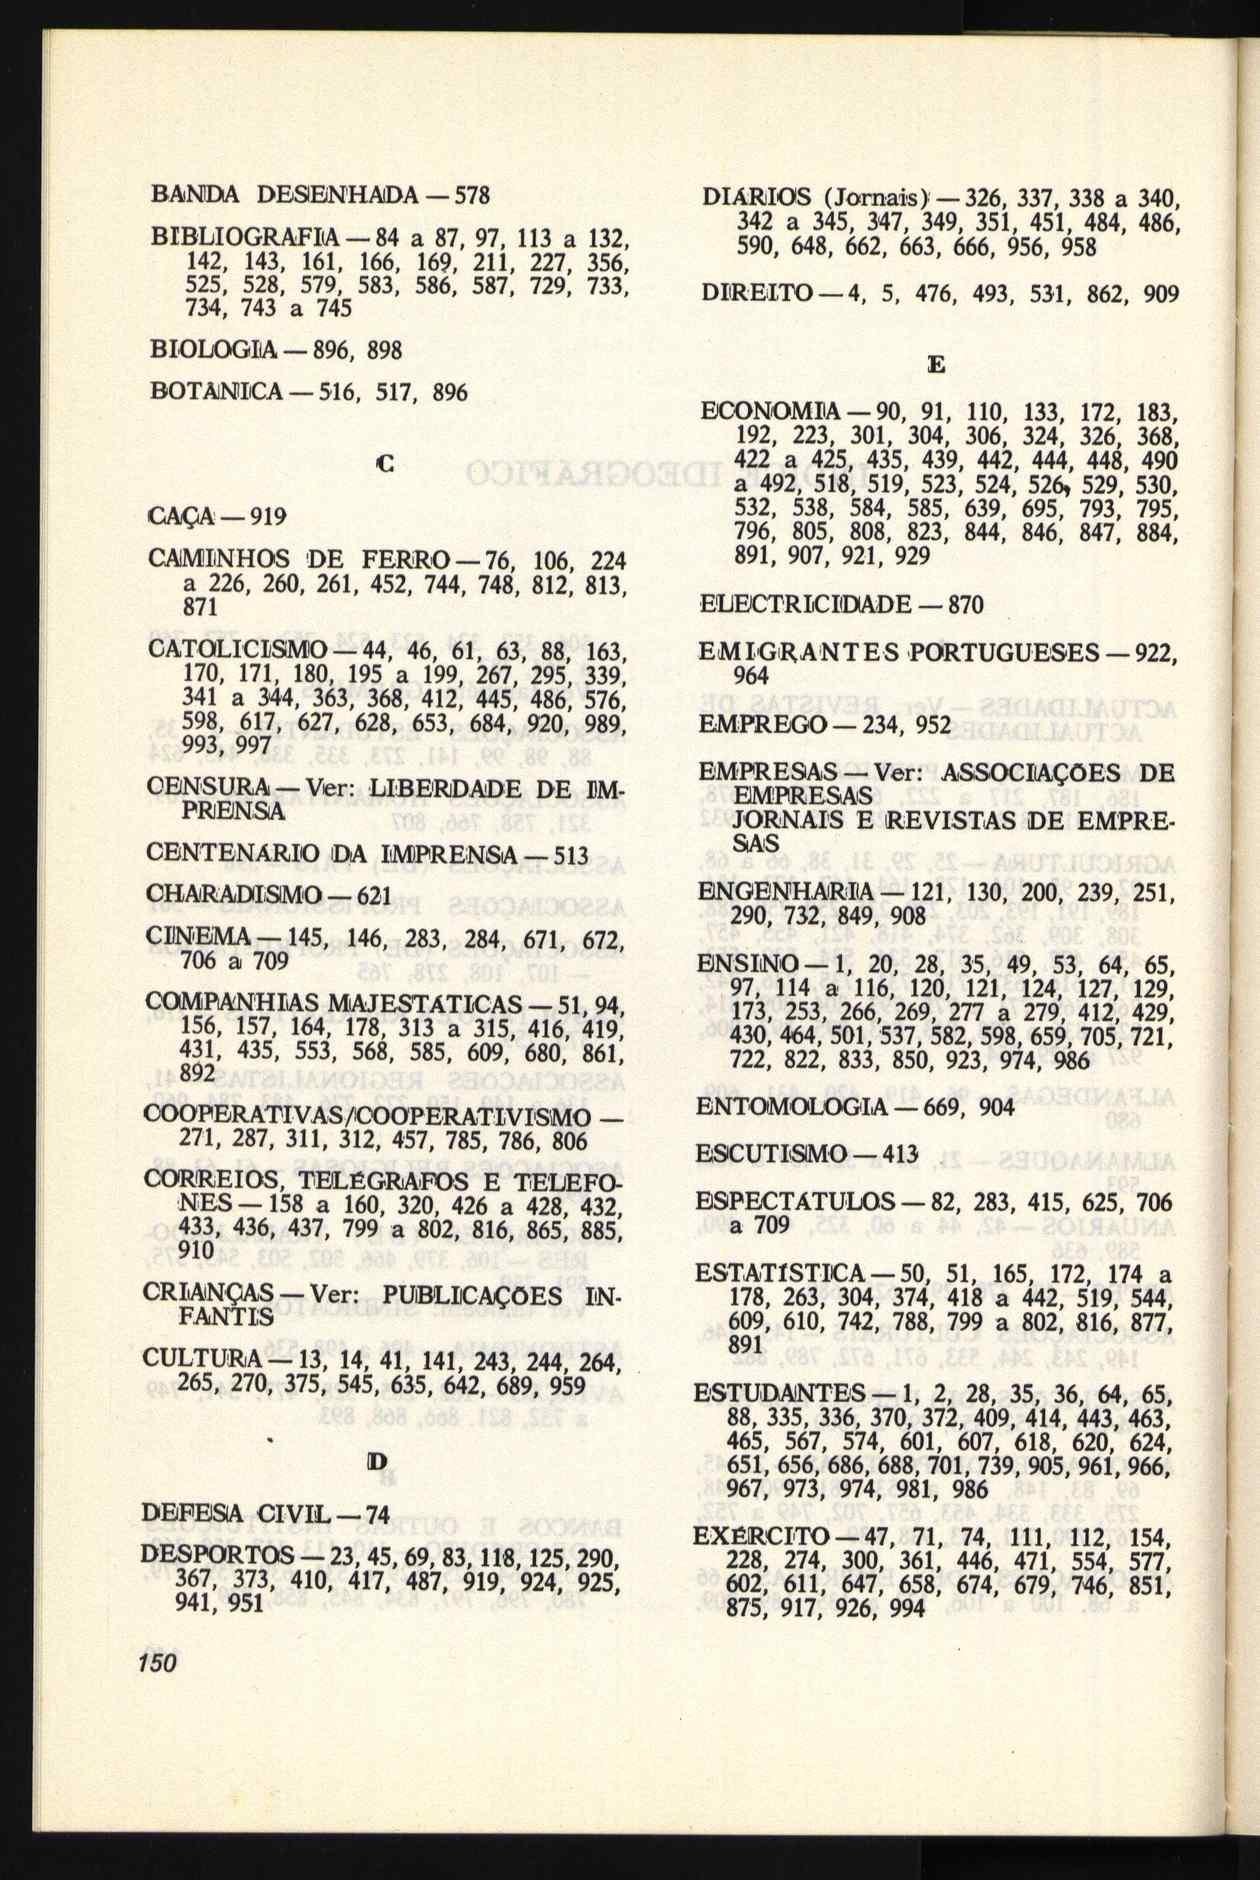 BANDA DESENHADA — 578
BIBLIOGRAFIA — 84 a 87, 97, 113 a 132,
142, 143, 161, 166, 169, 211, 227, 356,
525, 528, 579, 583, 586, 587, 729, 733,
734, 743 a 745
BIOLOGIA — 896, 898
BOTANICA — 516, 517, 896
C
CAÇA — 919
CAMINHOS DE FERRO — 76, 106, 224
a 226, 260, 261, 452, 744, 748, 812, 813,
871
CATOLICISMO — 44, 46, 61, 63, 88, 163,
170, 171, 180, 195 a 199, 267, 295, 339,
341 a 344, 363, 368, 412, 445, 486, 576,
598, 617, 627, 628, 653, 684, 920, 989,
993, 997
CENSURA — Ver: LIBERDADE DE IM-
PRENSA
CENTENÁRIO DA IMPRENSA — 513
CHARADISMO — 621
CINEMA — 145, 146, 283, 284, 671, 672,
706 a 709
COMPANHIAS MAJESTÁTICAS — 51, 94,
156, 157, 164, 178, 313 a 315, 416, 419,
431, 435, 553, 568, 585, 609, 680, 861,
892
COOPERATIVAS/COOPERATIVISMO —
271, 287, 311, 312, 457, 785, 786, 806
CORREIOS, TELÉGRAFOS E TELEFO-
NES — 158 a 160, 320, 426 a 428, 432,
433, 436, 437, 799 a 802, 816, 865, 885,
910
CRIANÇAS — Ver: PUBLICAÇÕES IN-
FANTIS
CULTURA — 13, 14, 41, 141, 243, 244, 264,
265, 270, 375, 545, 635, 642, 689, 959
D
DEFESA CIVIL — 74
DESPORTOS — 23, 45, 69, 83, 118, 125, 290,
367, 373, 410, 417, 487, 919, 924, 925,
941, 951
150
DIÁRIOS (Jornais) — 326, 337, 338 a 340,
342 a 345, 347, 349, 351, 451, 484, 486,
590, 648, 662, 663, 666, 956, 958
DIREITO — 4, 5, 476, 493, 531, 862, 909
E
ECONOMIA — 90, 91, 110, 133, 172, 183,
192, 223, 301, 304, 306, 324, 326, 368,
422 a 425, 435, 439, 442, 444, 448, 490
a 492, 518, 519, 523, 524, 526, 529, 530,
532, 538, 584, 585, 639, 695, 793, 795,
796, 805, 808, 823, 844, 846, 847, 884,
891, 907, 921, 929
ELECTRICIDADE — 870
EMIGRANTES PORTUGUESES — 922,
964
EMPREGO — 234, 952
EMPRESAS — Ver: ASSOCIAÇÕES DE
EMPRESAS
JORNAIS E REVISTAS DE EMPRE-
SAS
ENGENHARIA — 121, 130, 200, 239, 251,
290, 732, 849, 908
ENSINO — 1, 20, 28, 35, 49, 53, 64, 65,
97, 114 a 116, 120, 121, 124, 127, 129,
173, 253, 266, 269, 277 a 279, 412, 429,
430, 464, 501, 537, 582, 598, 659, 705, 721,
722, 822, 833, 850, 923, 974, 986
ENTOMOLOGIA — 669, 904
ESCUTISMO — 413
ESPECTÁTULOS — 82, 283, 415, 625, 706
a 709
ESTATÍSTICA — 50, 51, 165, 172, 174 a
178, 263, 304, 374, 418 a 442, 519, 544,
609, 610, 742, 788, 799 a 802, 816, 877,
891
ESTUDANTES — 1, 2, 28, 35, 36, 64, 65,
88, 335, 336, 370, 372, 409, 414, 443, 463,
465, 567, 574, 601, 607, 618, 620, 624,
651, 656, 686, 688, 701, 739, 905, 961, 966,
967, 973, 974, 981, 986
EXÉRCITO — 47, 71, 74, 111, 112, 154,
228, 274, 300, 361, 446, 471, 554, 577,
602, 611, 647, 658, 674, 679, 746, 851,
875, 917, 926, 994